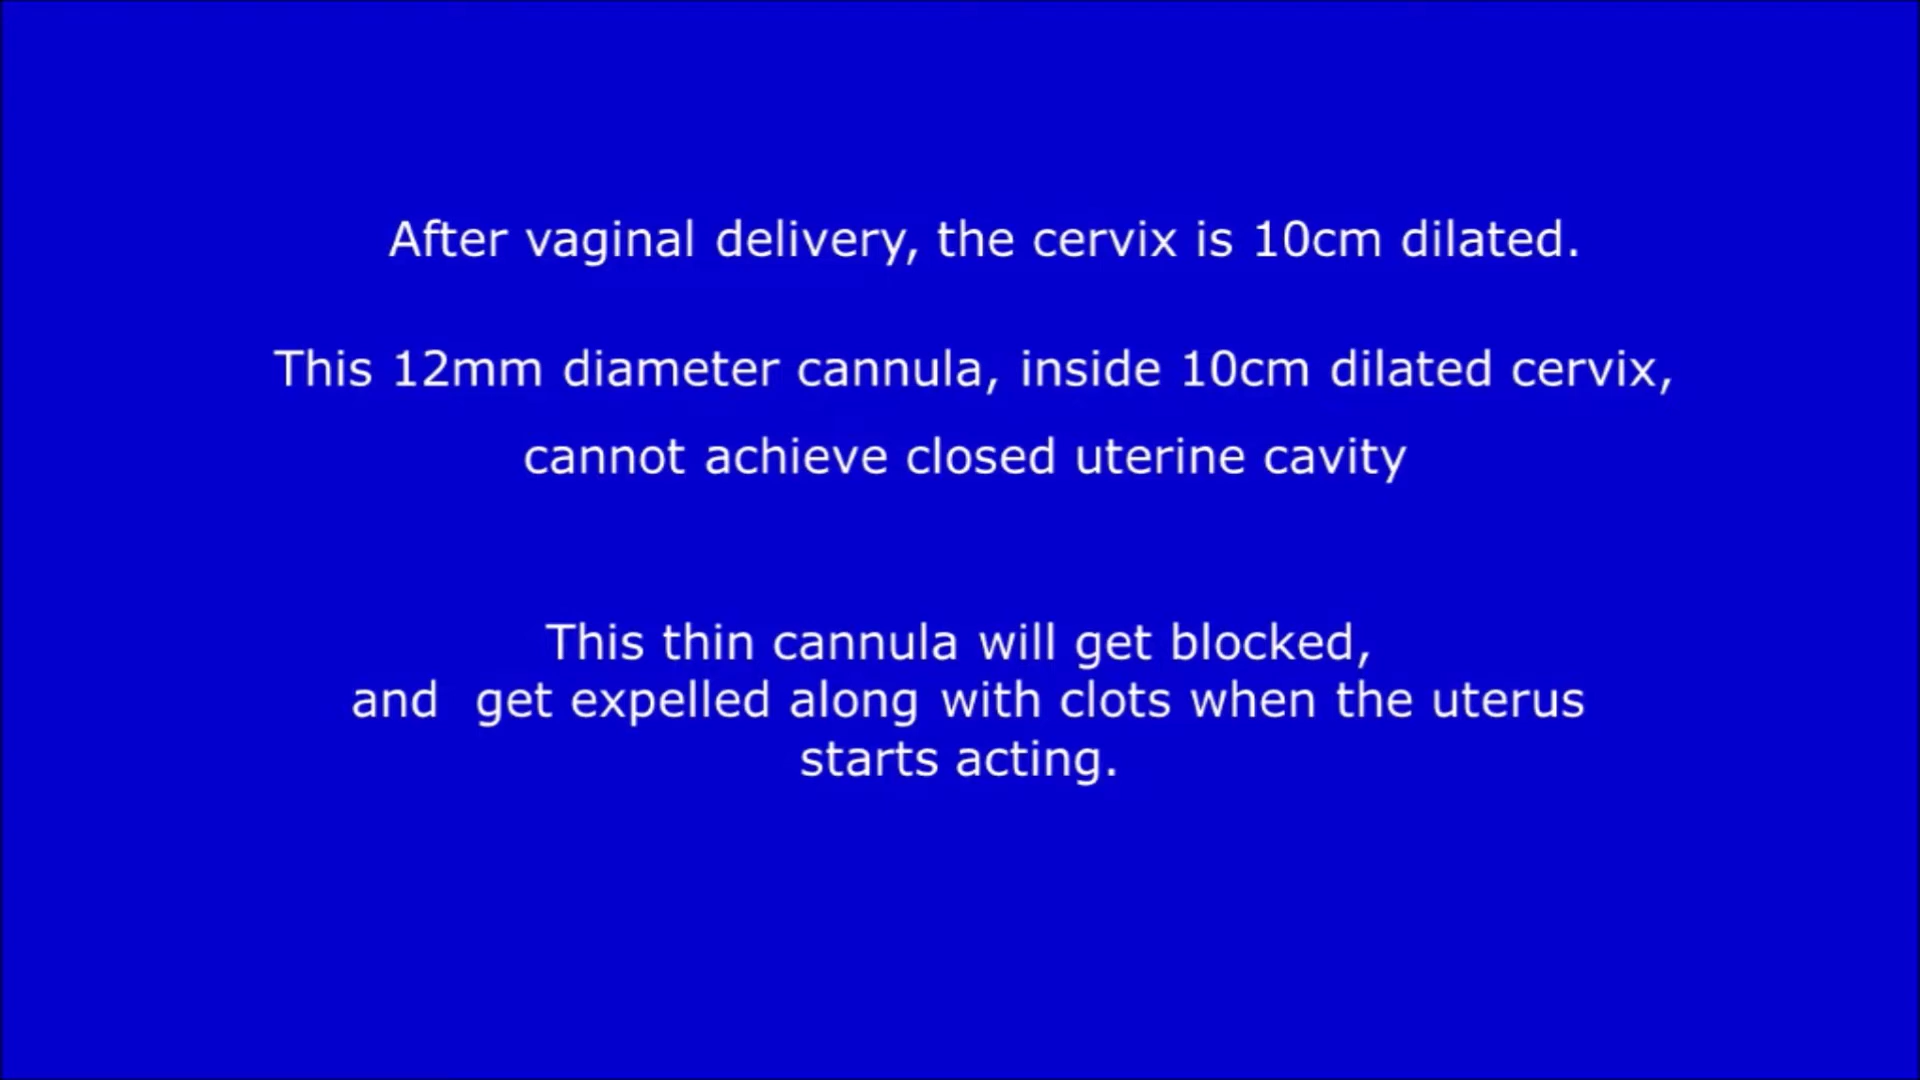 After vaginal delivery, the cervix is 10cm dilated.
This 12mm diameter cannula, inside 10cm dilated cervix,
cannot achieve closed uterine cavity
This thin cannula will get blocked,
and  get expelled along with clots when the uterus
starts acting.